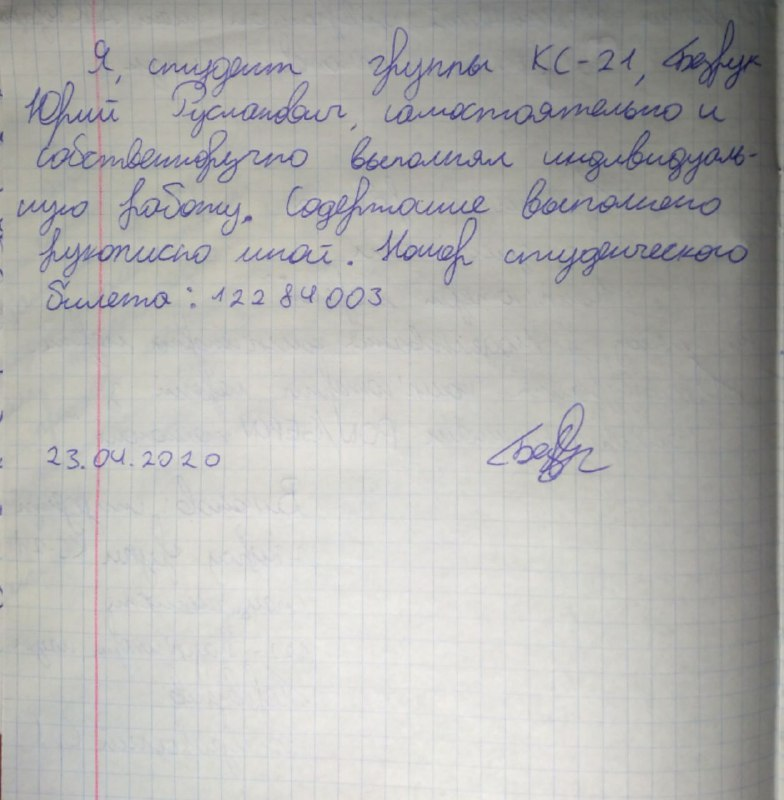 Я, студент группы КС-21, Безрук
Юрий Русланович, самостоятельно и
собственноручно выполнял индивидуаль-
ную работу. Содержание выполнено
рукописно мной. Номер студенческого
билета: 12284003
23.04.2020